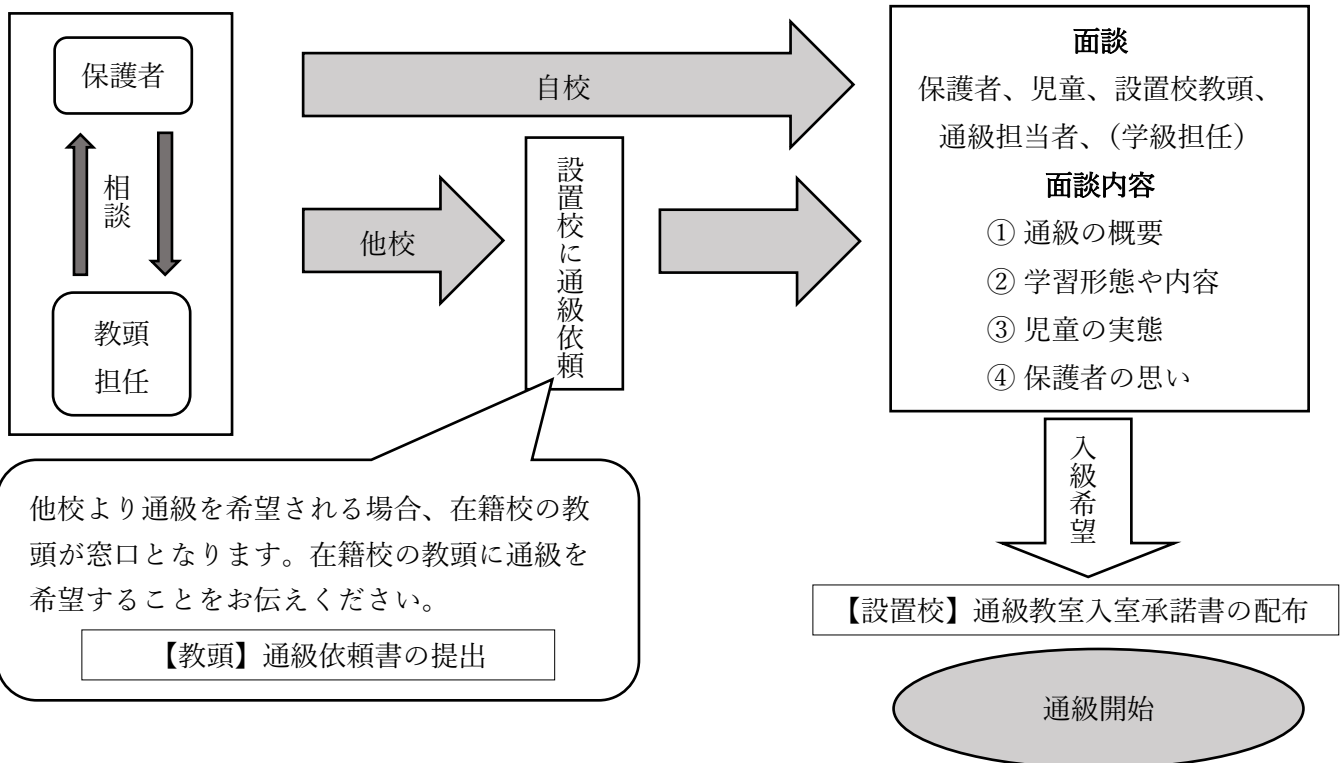 保護者
相談
教頭
担任
自校
他校
設置校に通級依頼
面談
保護者、児童、設置校教頭、
通級担当者、（学級担任）
面談内容
① 通級の概要
② 学習形態や内容
③ 児童の実態
④ 保護者の思い
他校より通級を希望される場合、在籍校の教
頭が窓口となります。在籍校の教頭に通級を
希望することをお伝えください。
【教頭】通級依頼書の提出
入級希望
【設置校】通級教室入室承諾書の配布
通級開始